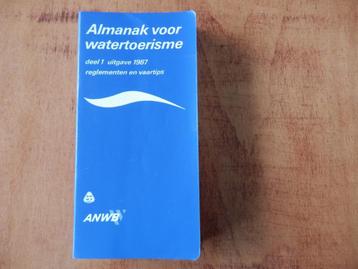 Almanak voor
watertoerisme
deel 1 uitgave 1987
reglementen en vaartips
ANWB